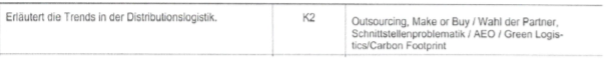 Erläutert die Trends in der Distributionslogistik.
K2
Outsourcing, Make or Buy / Wahl der Partner,
Schnittstellenproblematik / AEO / Green Logis-
tics/Carbon Footprint